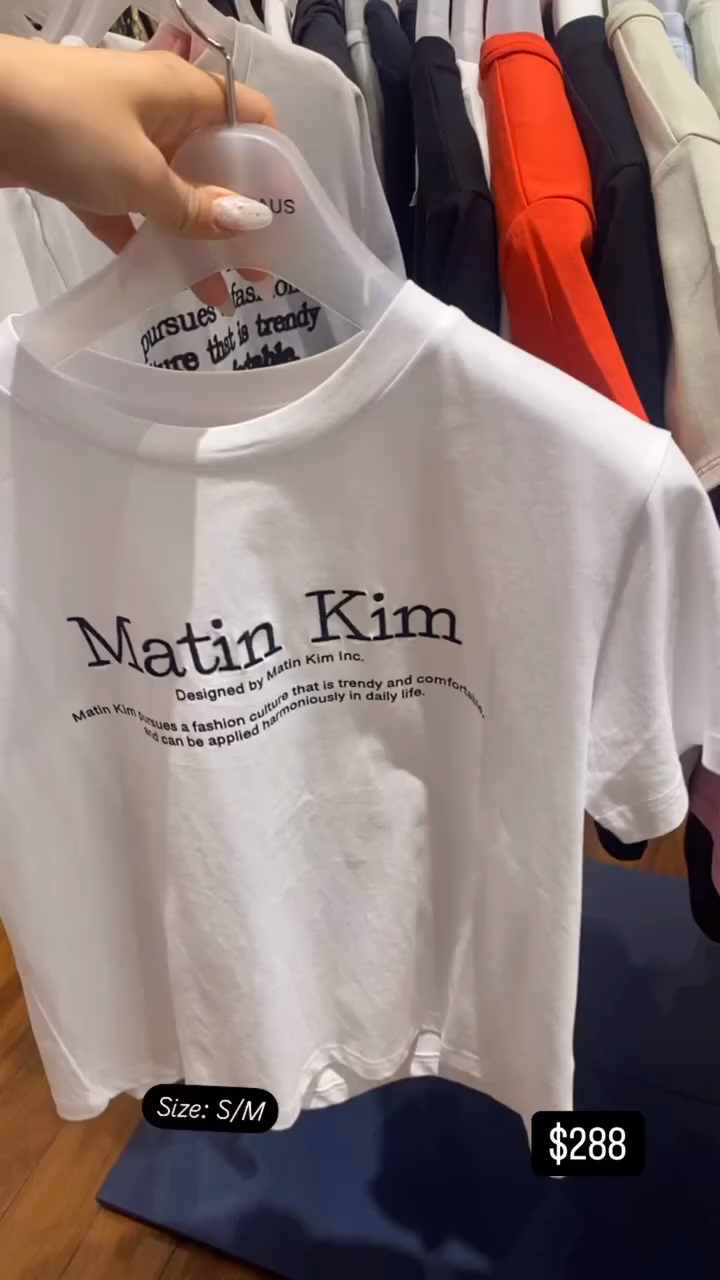 AUS
pursues fas
that is trendy
Matin Kim
Designed by Matin Kim Inc.
Matin Kim pursues a fashion culture that is trendy and comfortable,
and can be applied harmoniously in daily life.
Size: S/M
$288